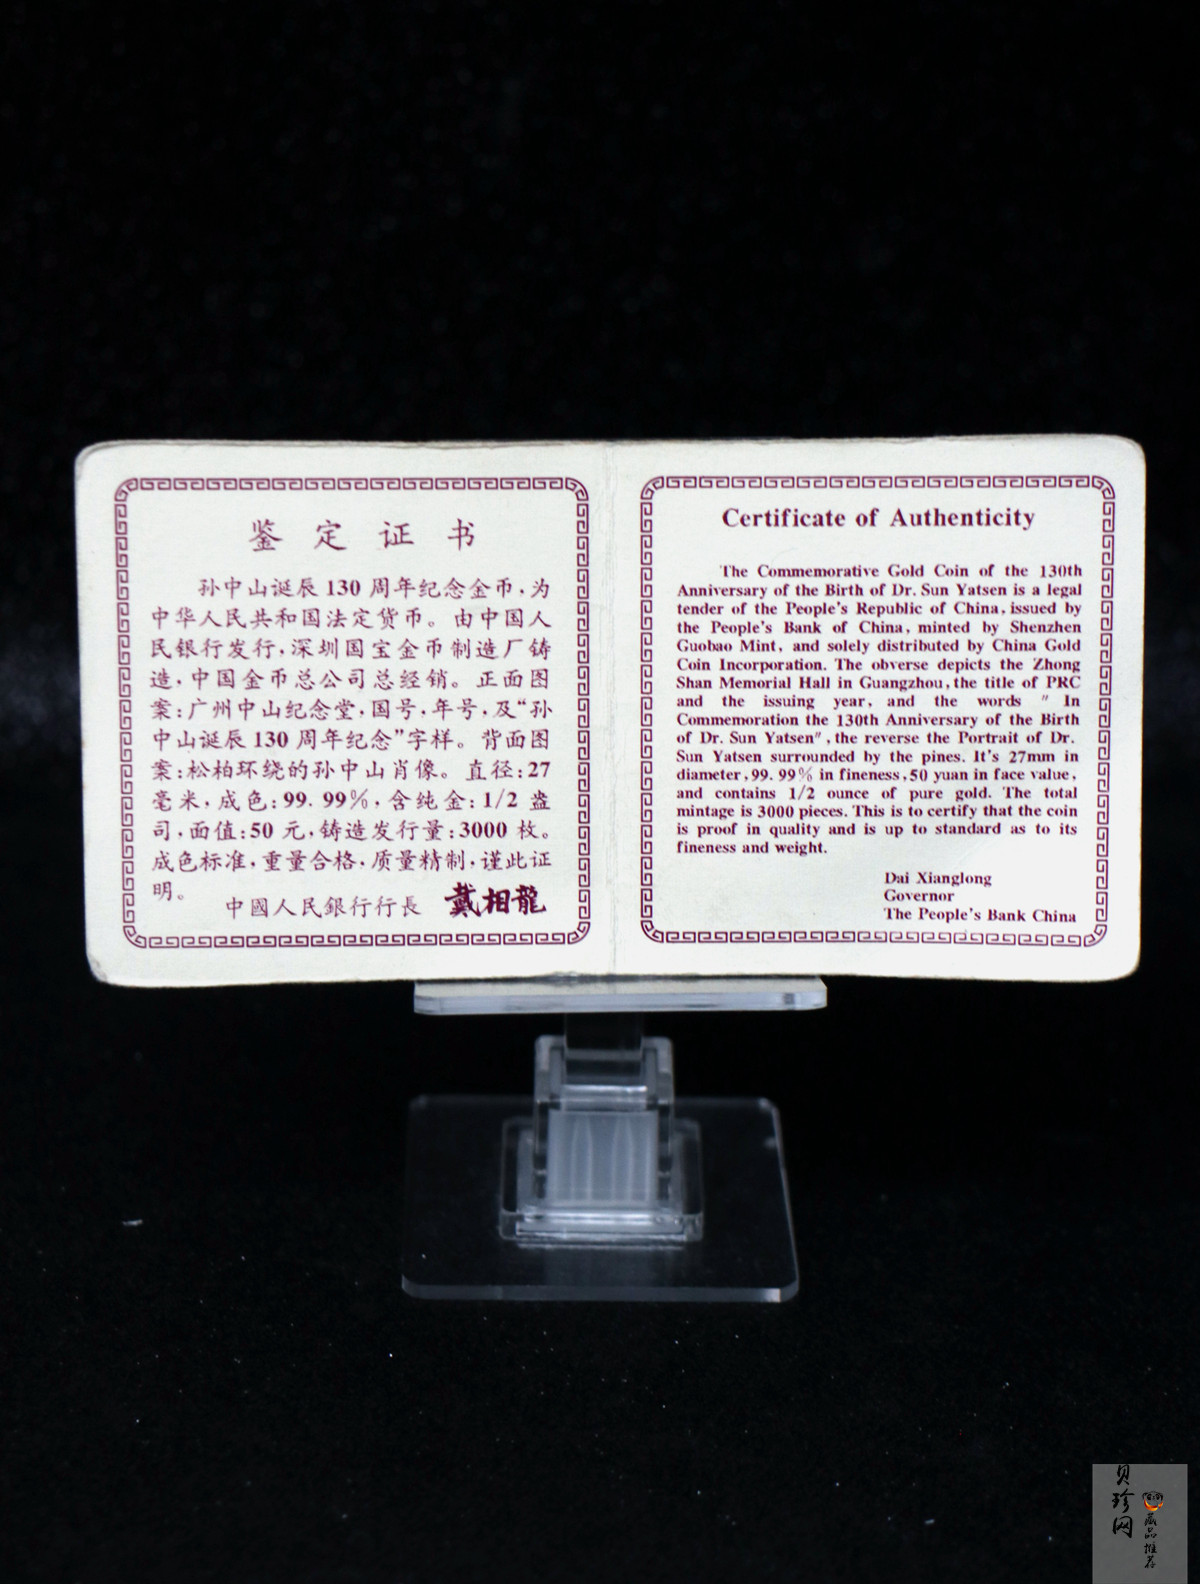 鉴定证书
孙中山诞辰130周年纪念金币，为
中华人民共和国法定货币。由中国人
民银行发行，深圳国宝金币制造厂铸
造，中国金币总公司总经销。正面图
案：广州中山纪念堂，国号，年号，及“孙
中山诞辰130周年纪念”字样。背面图
案：松柏环绕的孙中山肖像。直径：27
毫米，成色：99.99%，含纯金：1/2盎
司，面值：50元，铸造发行量：3000枚。
成色标准，重量合格，质量精制，谨此证
明。
中國人民銀行行長 戴相龍
Certificate of Authenticity
The Commemorative Gold Coin of the 130th
Anniversary of the Birth of Dr. Sun Yatsen is a legal
tender of the People's Republic of China, issued by
the People's Bank of China, minted by Shenzhen
Guobao Mint, and solely distributed by China Gold
Coin Incorporation. The obverse depicts the Zhong
Shan Memorial Hall in Guangzhou, the title of PRC
and the issuing year, and the words " In
Commemoration the 130th Anniversary of the Birth
of Dr. Sun Yatsen", the reverse the Portrait of Dr.
Sun Yatsen surrounded by the pines. It's 27mm in
diameter, 99.99% in fineness, 50 yuan in face value,
and contains 1/2 ounce of pure gold. The total
mintage is 3000 pieces. This is to certify that the coin
is proof in quality and is up to standard as to its
fineness and weight.
Dai Xianglong
Governor
The People's Bank China
贝珍网
藏品推荐